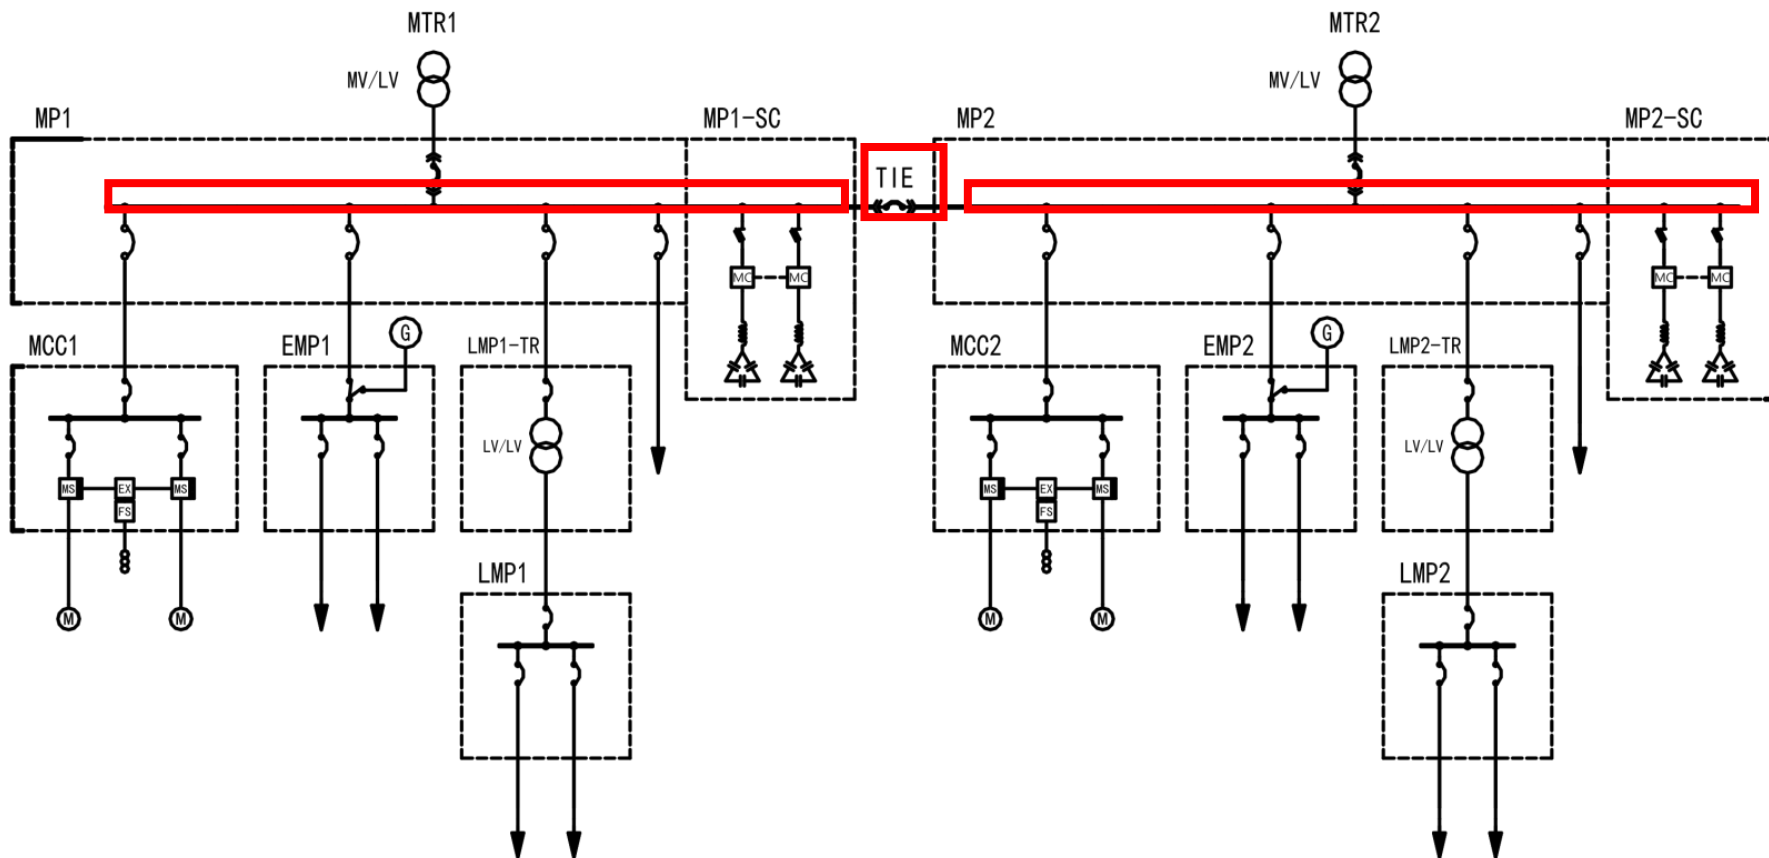 MTR1
MTR2
MV/LV
MV/LV
MP1
MP1-SC
MP2
MP2-SC
TIE
MC
MC
MC
MC
G
G
MCC1
EMP1
LMP1-TR
MCC2
EMP2
LMP2-TR
LV/LV
LV/LV
MS
EX
MS
MS
EX
MS
FS
FS
LMP1
LMP2
M
M
M
M